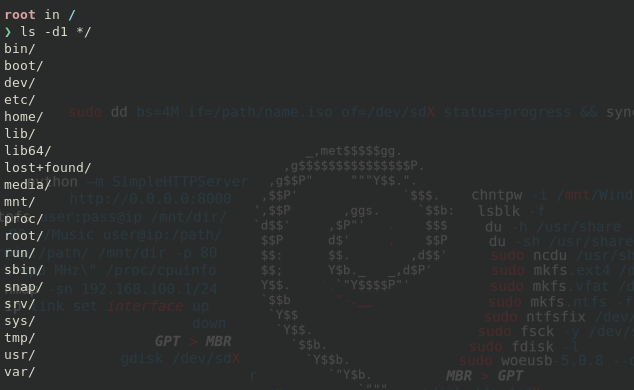 root in /
❯ ls -d1 */
bin/
boot/
dev/
etc/
home/
lib/
lib64/
lost+found/
media/
mnt/
proc/
root/
run/
sbin/
snap/
srv/
sys/
tmp/
usr/
var/
sudo dd bs=4M if=/path/name.iso of=/dev/sdX status=progress && sync
python -m SimpleHTTPServer
http://0.0.0.0:8000
user:pass@ip /mnt/dir/
/Music user@ip:/path/
/path/ /mnt/dir -p 80
MHz\" /proc/cpuinfo
-sn 192.168.100.1/24
ip link set interface up
down
GPT > MBR
gdisk /dev/sdX
_,met$$$$$gg.
,g$$$$$$$$$$$$$$$P.
,g$$P"     """Y$$.".
,$$P'              `$$$.
',$$P       ,ggs.     `$$b:
`d$$'     ,$P"'   .    $$$
$$P      d$'     ,    $$P
$$:      $$.   -    ,d$$'
$$;      Y$b._   _,d$P'
Y$$.    `.`"Y$$$$P"'
`$$b      "-.__
`Y$$
`Y$$.
`$$b.
`Y$$b.
`"Y$b.
`"""
chntpw -i /mnt/Wind
lsblk -f
du -h /usr/share
du -sh /usr/share
sudo ncdu /usr/sh
sudo mkfs.ext4 /d
sudo mkfs.vfat /d
sudo mkfs.ntfs -f
sudo ntfsfix /dev/
sudo fsck -y /dev/s
sudo fdisk -l
sudo woeusb-5.0.8 --
MBR > GPT